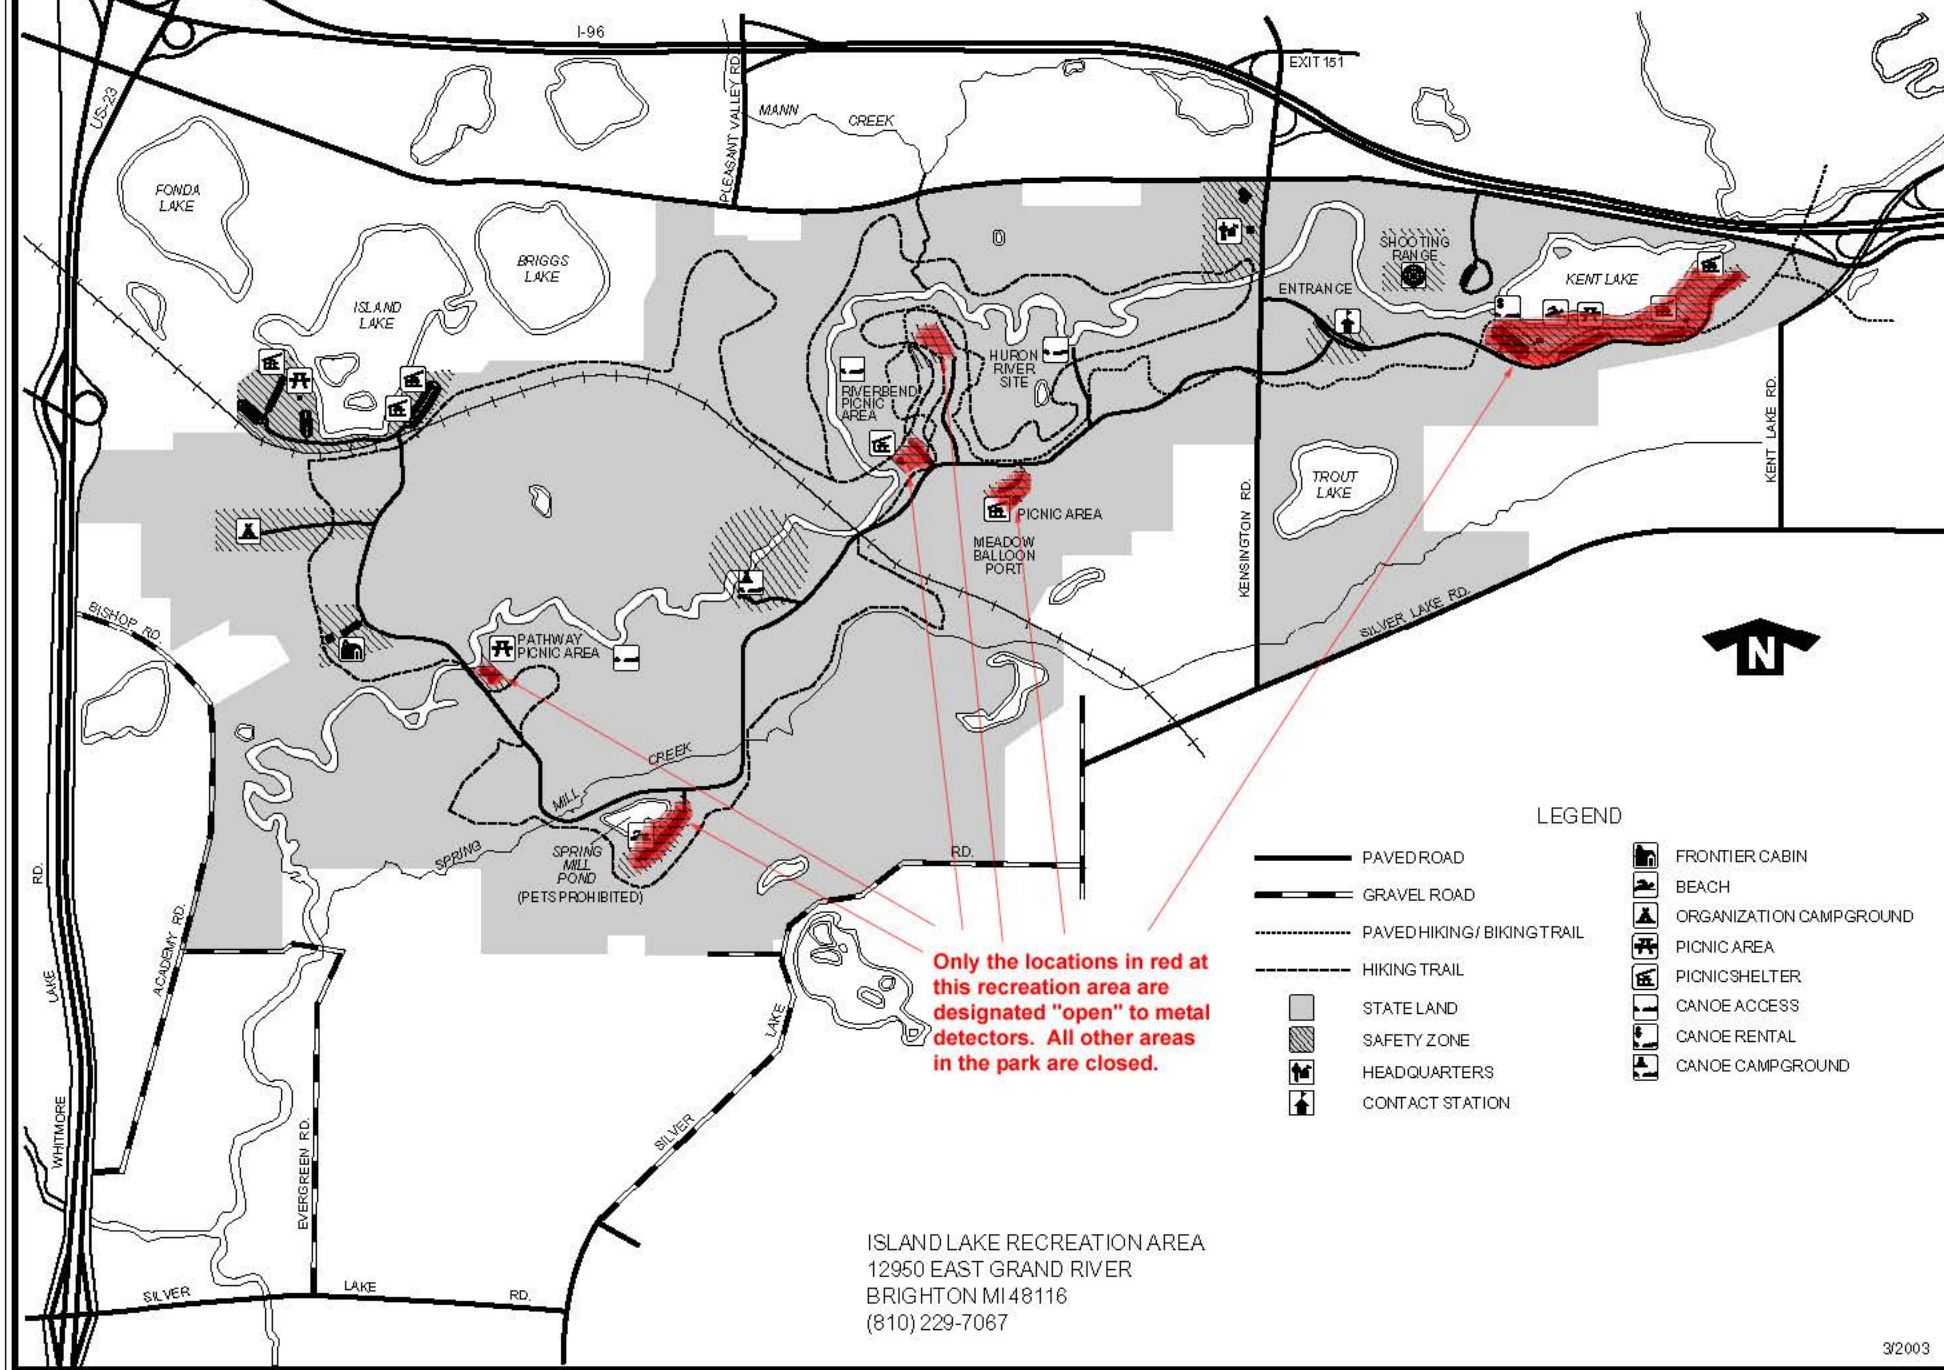 I-96
EXIT 151
US-23
PLEASANT VALLEY RD.
MANN
CREEK
FONDA
LAKE
BRIGGS
LAKE
ISLAND
LAKE
SHOOTING
RANGE
KENT LAKE
ENTRANCE
HURON
RIVER
SITE
RIVERBEND
PICNIC
AREA
KENT LAKE RD.
TROUT
LAKE
KENSINGTON RD.
PICNIC AREA
MEADOW
BALLOON
PORT
SILVER LAKE RD.
BISHOP RD.
PATHWAY
PICNIC AREA
N
CREEK
MILL
SPRING
SPRING
MILL
POND
(PETS PROHIBITED)
RD.
RD.
LAKE
WHITMORE
ACADEMY RD.
EVERGREEN RD.
LAKE
SILVER
SILVER
LAKE
RD.
Only the locations in red at
this recreation area are
designated "open" to metal
detectors. All other areas
in the park are closed.
LEGEND
PAVED ROAD
GRAVEL ROAD
PAVED HIKING / BIKING TRAIL
HIKING TRAIL
STATE LAND
SAFETY ZONE
HEADQUARTERS
CONTACT STATION
FRONTIER CABIN
BEACH
ORGANIZATION CAMPGROUND
PICNIC AREA
PICNIC SHELTER
CANOE ACCESS
CANOE RENTAL
CANOE CAMPGROUND
ISLAND LAKE RECREATION AREA
12950 EAST GRAND RIVER
BRIGHTON MI 48116
(810) 229-7067
3/2003